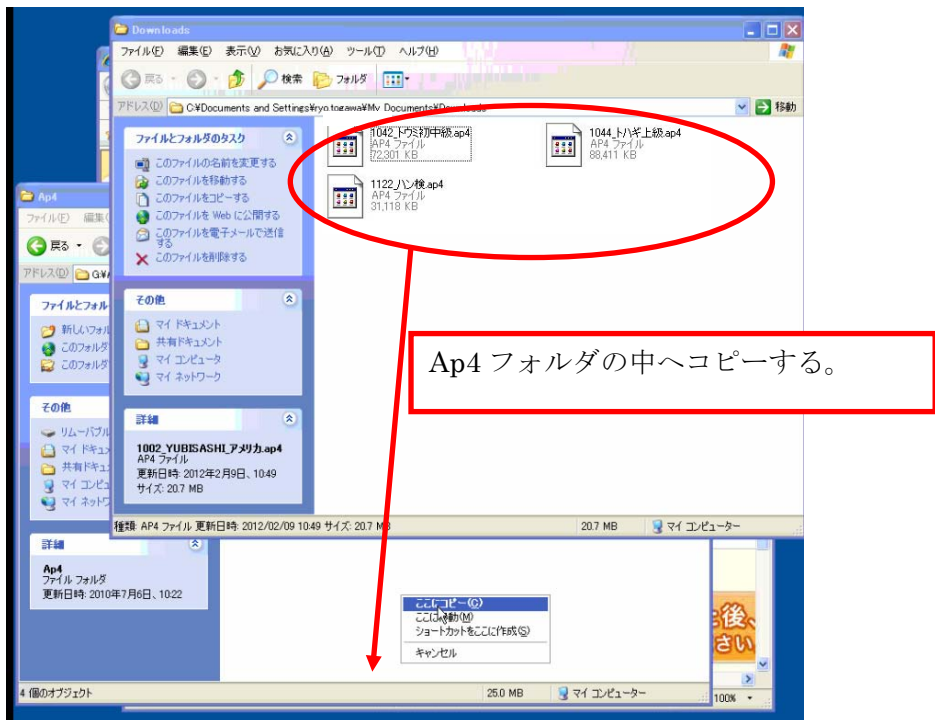 Downloads
ファイル(F) 編集(E) 表示(V) お気に入り(A) ツール(T) ヘルプ(H)
戻る 検索 フォルダ
アドレス(D) C:¥Documents and Settings¥ryo.togawa¥My Documents¥Downloads 移動
ファイルとフォルダのタスク
このファイルの名前を変更する
このファイルを移動する
このファイルをコピーする
このファイルを Web に公開する
このファイルを電子メールで送信する
このファイルを削除する
その他
マイ ドキュメント
共有ドキュメント
マイ コンピュータ
マイ ネットワーク
詳細
1002_YUBISASHI_アメリカ.ap4
AP4 ファイル
更新日時: 2012年2月9日、10:49
サイズ: 20.7 MB
1042_トウミ初中級.ap4
AP4 ファイル
72,301 KB
1044_トハギ上級.ap4
AP4 ファイル
88,411 KB
1122_ハン検.ap4
AP4 ファイル
31,118 KB
種類: AP4 ファイル 更新日時: 2012/02/09 10:49 サイズ: 20.7 MB 20.7 MB マイ コンピューター
Ap4 フォルダの中へコピーする。
Ap4
ファイル(F) 編集(
戻る
アドレス(D) G:¥
ファイルとフォル
新しいフォル
このフォルダ
このフォルダ
その他
リムーバブル
マイ ドキュメ
共有ドキュ
マイ コンピ
マイ ネットワ
詳細
Ap4
ファイル フォルダ
更新日時: 2010年7月6日、10:22
ここにコピー(C)
ここに移動(M)
ショートカットをここに作成(S)
キャンセル
4 個のオブジェクト 25.0 MB マイ コンピューター
後、
さい
100%